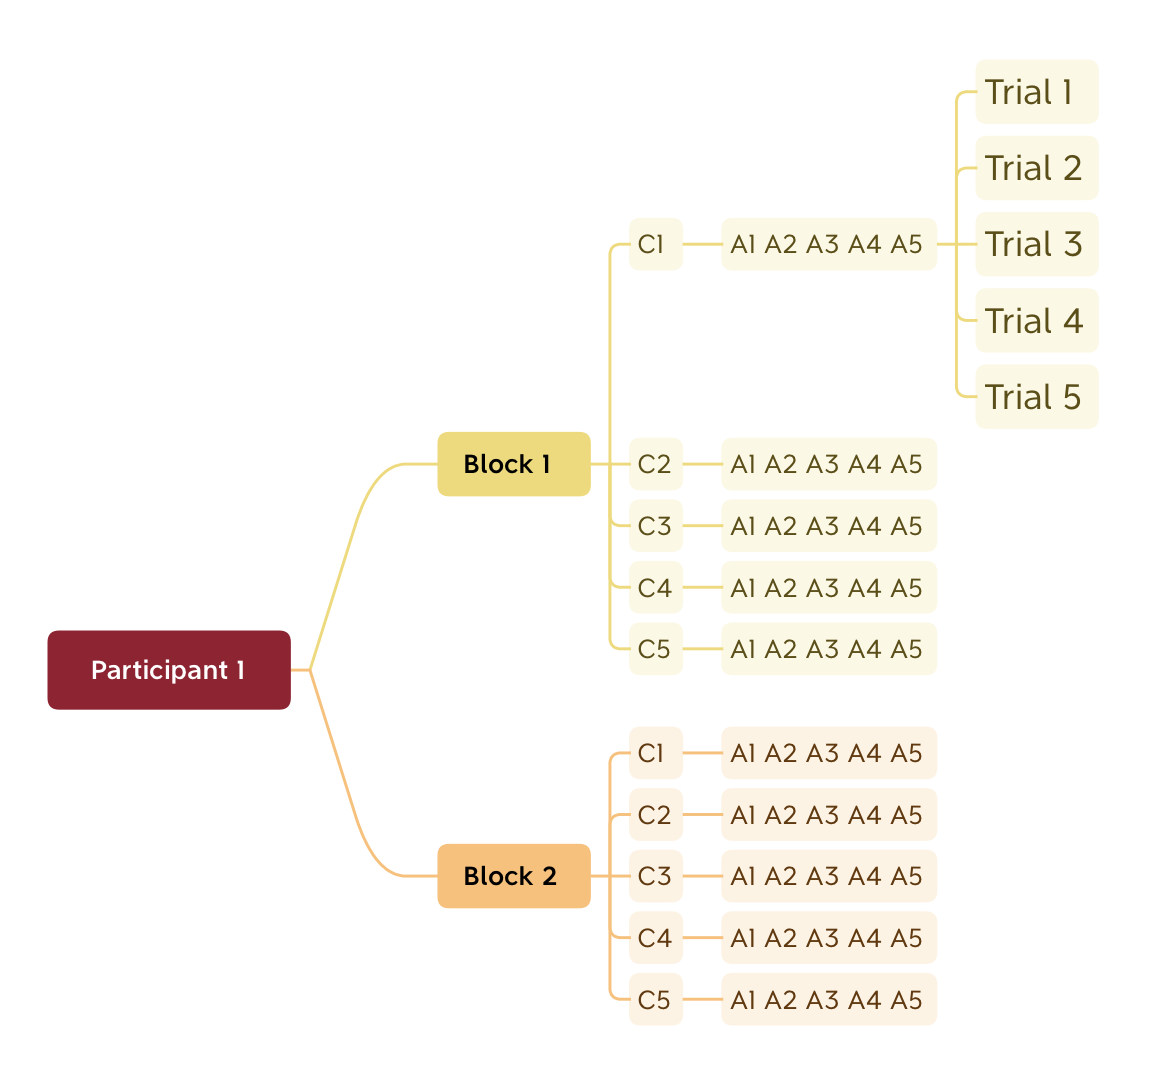 Participant 1
Block 1
C1
A1 A2 A3 A4 A5
Trial 1
Trial 2
Trial 3
Trial 4
Trial 5
C2
A1 A2 A3 A4 A5
C3
A1 A2 A3 A4 A5
C4
A1 A2 A3 A4 A5
C5
A1 A2 A3 A4 A5
Block 2
C1
A1 A2 A3 A4 A5
C2
A1 A2 A3 A4 A5
C3
A1 A2 A3 A4 A5
C4
A1 A2 A3 A4 A5
C5
A1 A2 A3 A4 A5